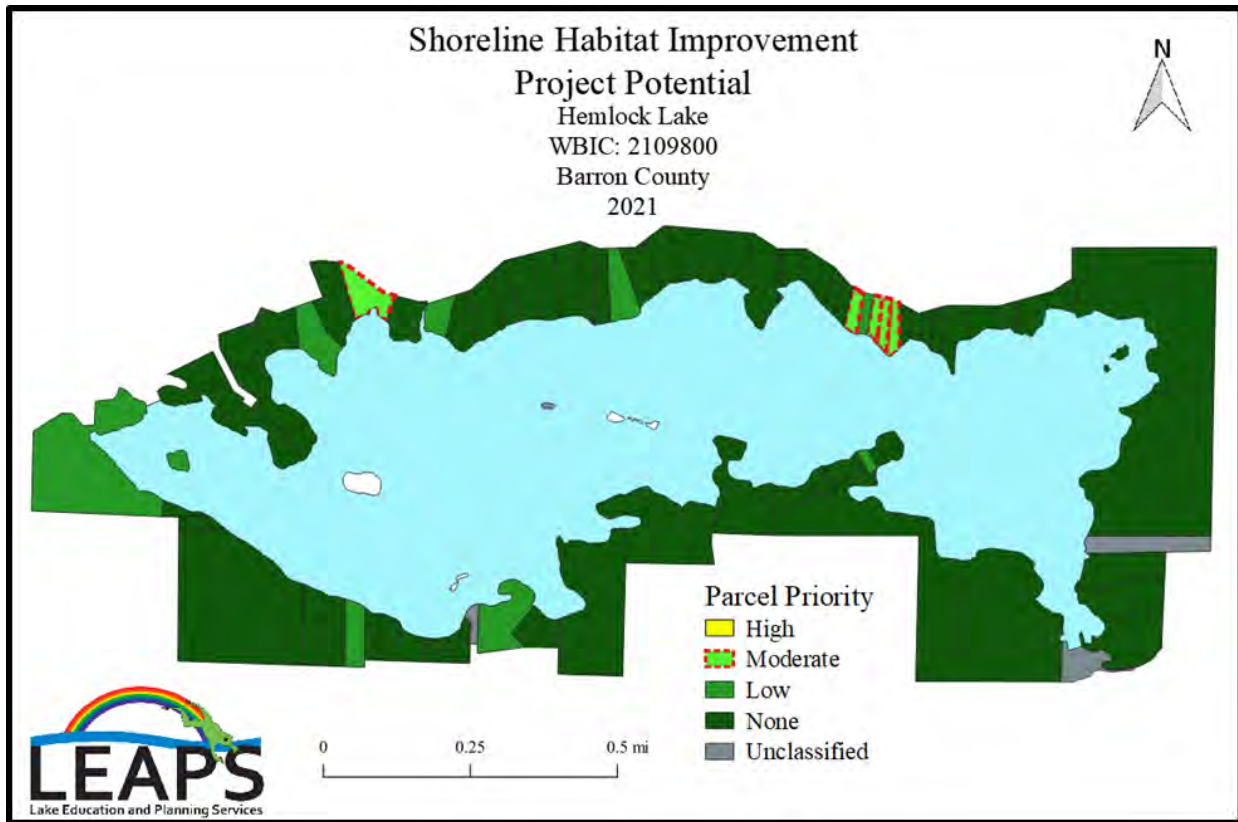 Shoreline Habitat Improvement
Project Potential
Hemlock Lake
WBIC: 2109800
Barron County
2021
N
Parcel Priority
High
Moderate
Low
None
Unclassified
0 0.25 0.5 mi
LEAPS
Lake Education and Planning Services